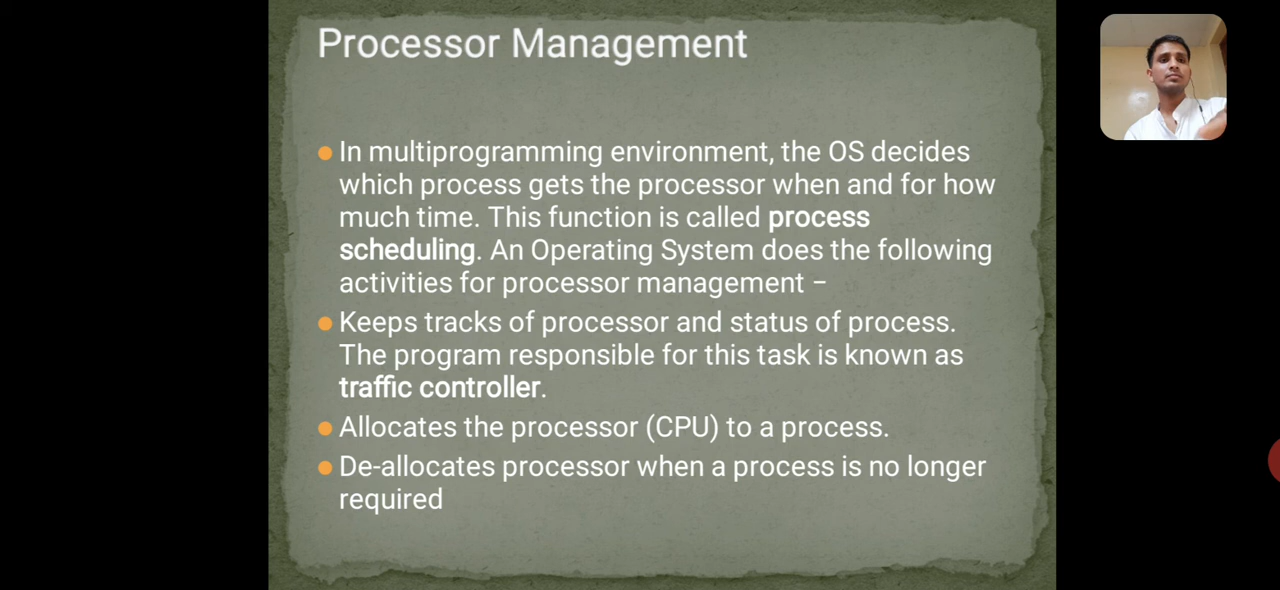 Processor Management
In multiprogramming environment, the OS decides
which process gets the processor when and for how
much time. This function is called process
scheduling. An Operating System does the following
activities for processor management −
Keeps tracks of processor and status of process.
The program responsible for this task is known as
traffic controller.
Allocates the processor (CPU) to a process.
De-allocates processor when a process is no longer
required